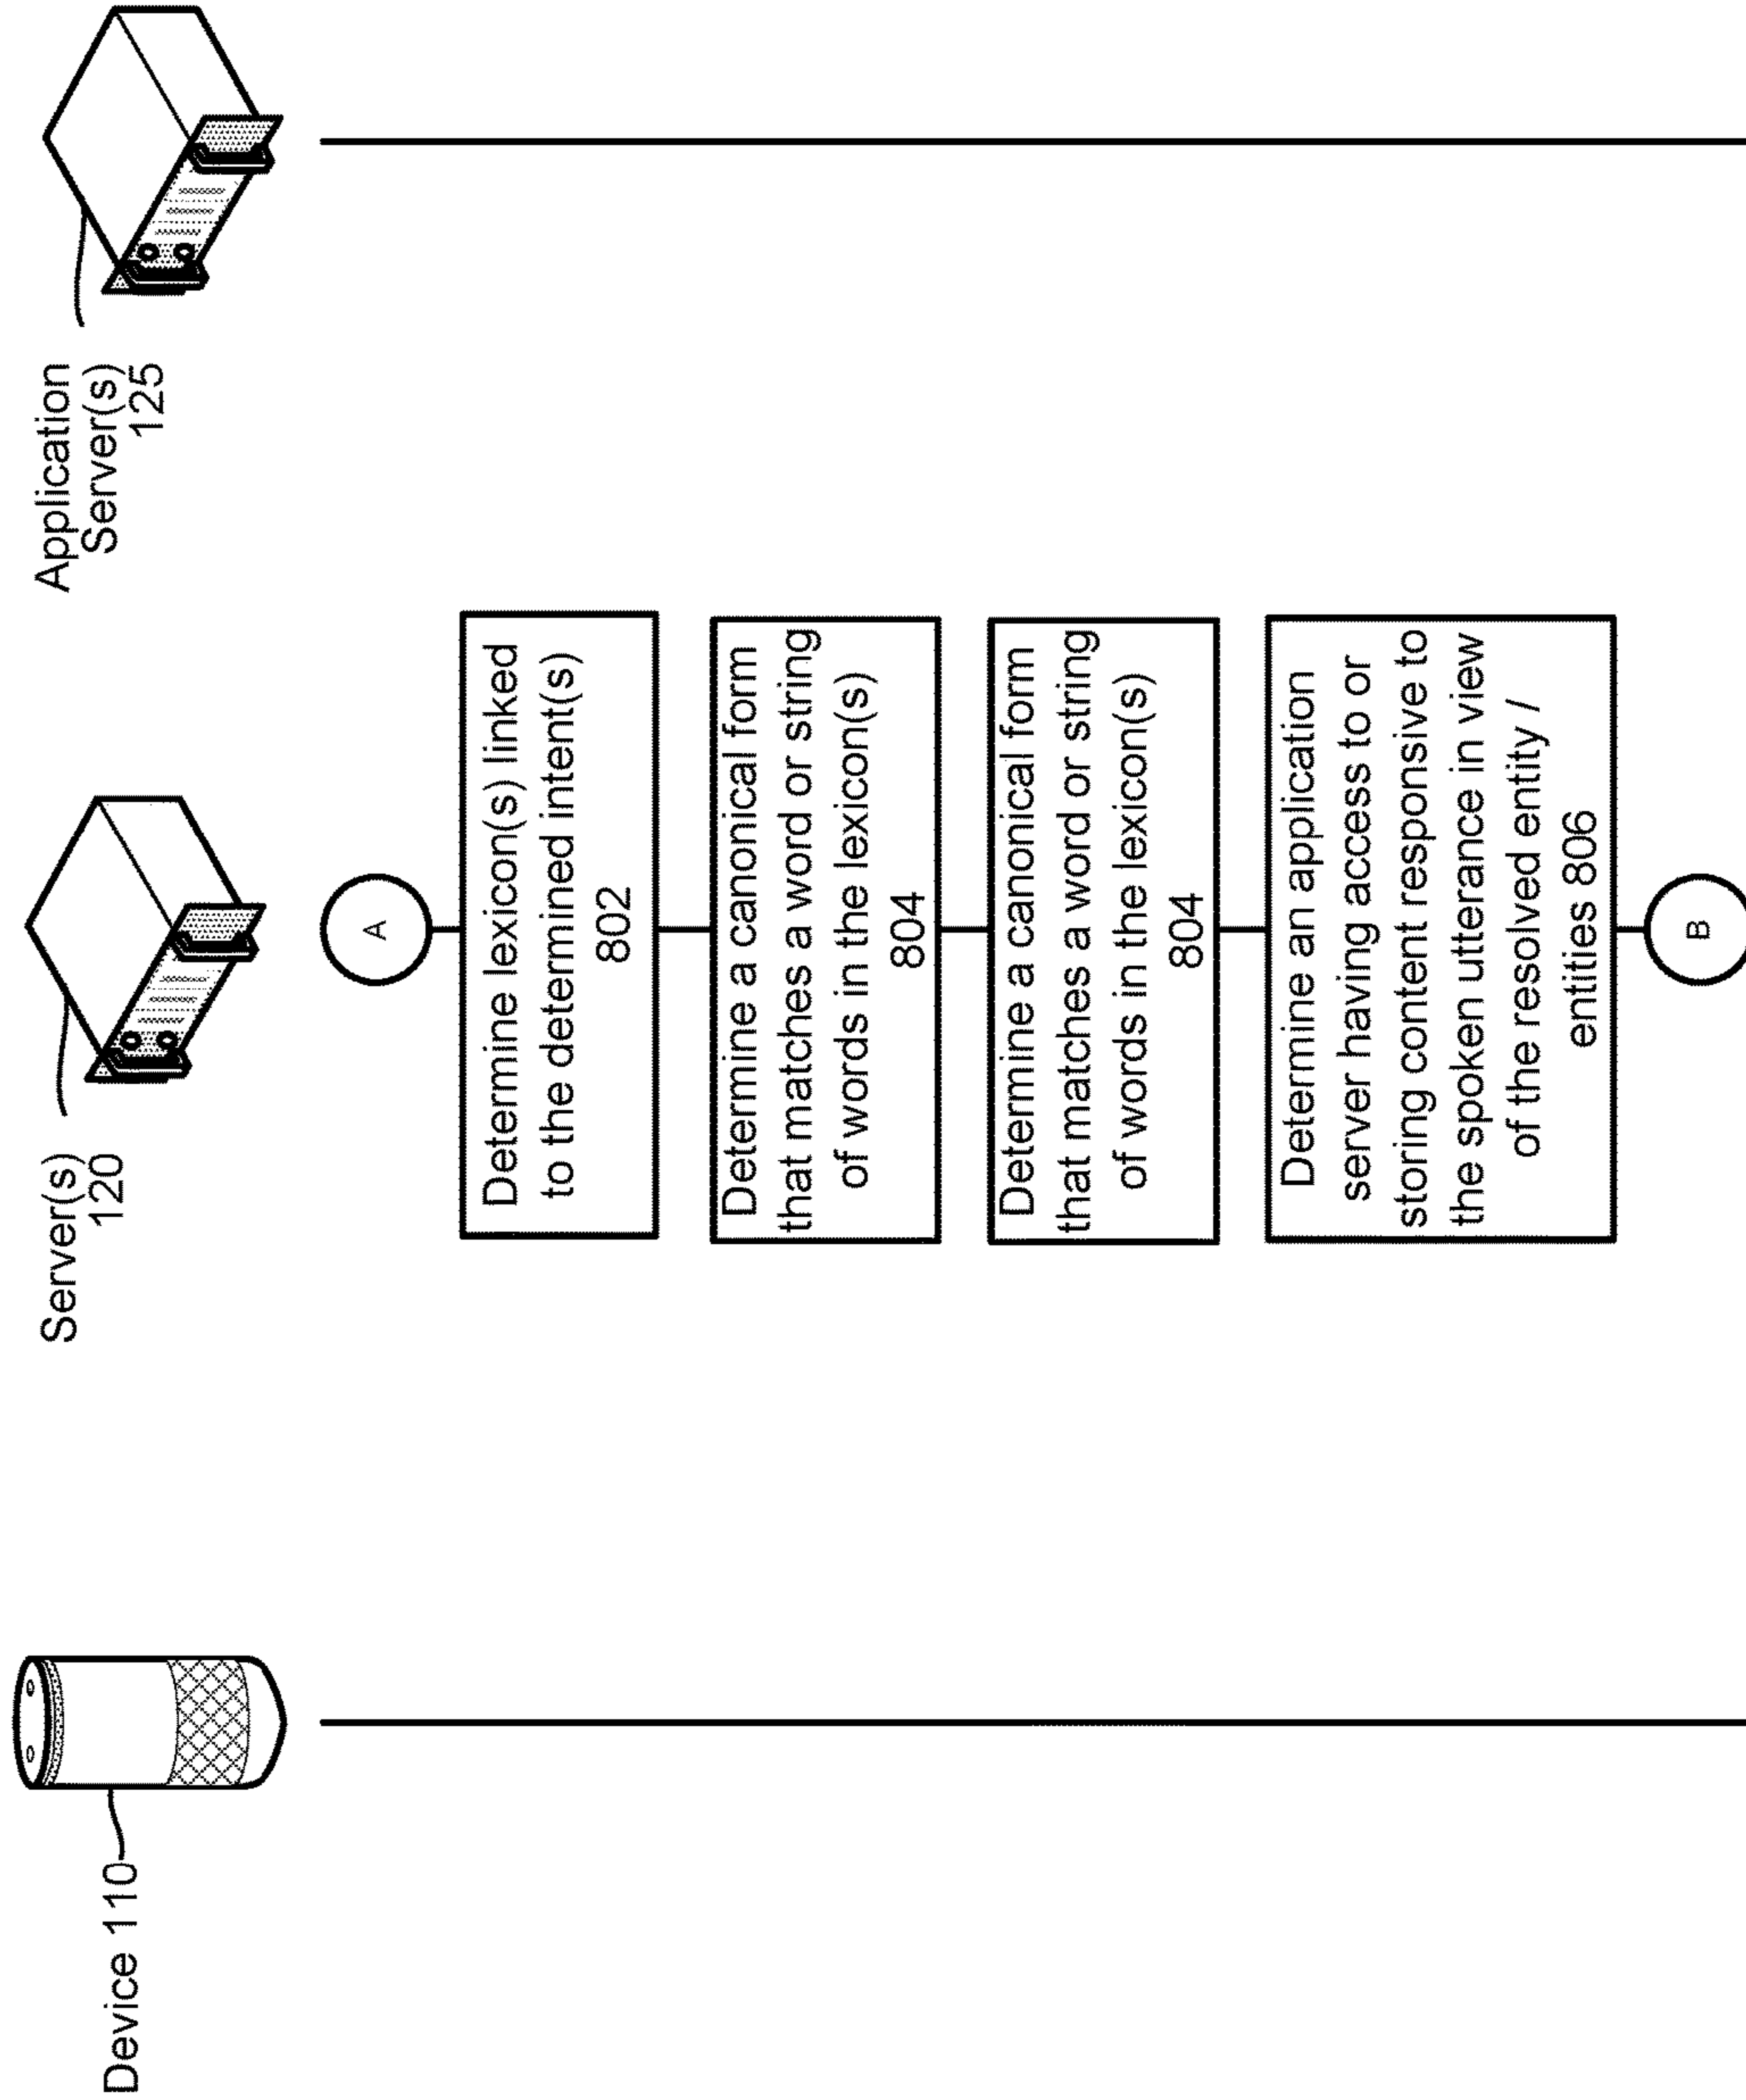 Device 110
Server(s)
120
Application
Server(s)
125
A
Determine lexicon(s) linked
to the determined intent(s)
802
Determine a canonical form
that matches a word or string
of words in the lexicon(s)
804
Determine a canonical form
that matches a word or string
of words in the lexicon(s)
804
Determine an application
server having access to or
storing content responsive to
the spoken utterance in view
of the resolved entity /
entities 806
B